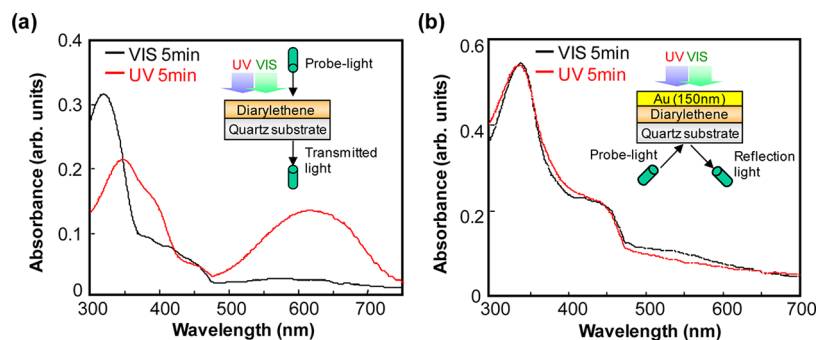 (a)
0.4
0.3
0.2
0.1
0
Absorbance (arb. units)
VIS 5min
UV 5min
UV VIS
Probe-light
Diarylethene
Quartz substrate
Transmitted
light
300 400 500 600 700
Wavelength (nm)
(b)
0.6
0.4
0.2
0
Absorbance (arb. units)
VIS 5min
UV 5min
UV VIS
Au (150nm)
Diarylethene
Quartz substrate
Probe-light
Reflection
light
300 400 500 600 700
Wavelength (nm)